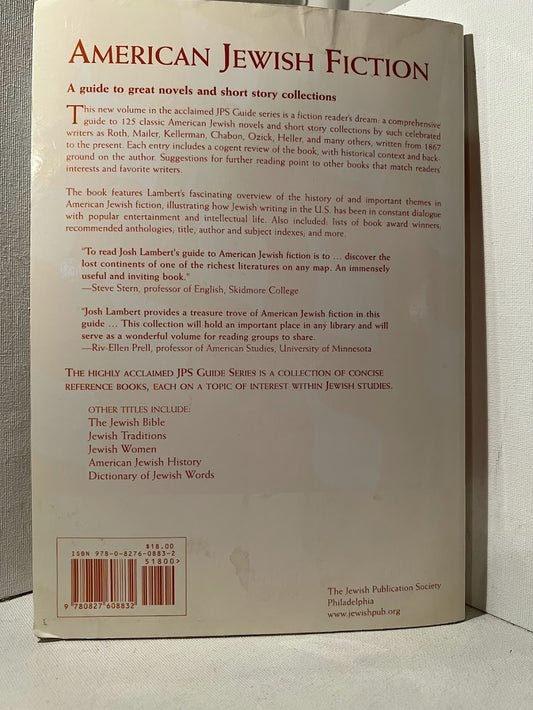 AMERICAN JEWISH FICTION
A guide to great novels and short story collections
This new volume in the acclaimed JPS Guide series is a fiction reader's dream: a comprehensive
guide to 125 classic American Jewish novels and short story collections by such celebrated
writers as Roth, Mailer, Kellerman, Chabon, Ozick, Heller, and many others, written from 1867
to the present. Each entry includes a cogent review of the book, with historical context and back-
ground on the author. Suggestions for further reading point to other books that match readers'
interests and favorite writers.
The book features Lambert's fascinating overview of the history of and important themes in
American Jewish fiction, illustrating how Jewish writing in the U.S. has been in constant dialogue
with popular entertainment and intellectual life. Also included: lists of book award winners;
recommended anthologies; title, author and subject indexes; and more.
"To read Josh Lambert's guide to American Jewish fiction is to ... discover the
lost continents of one of the richest literatures on any map. An immensely
useful and inviting book."
—Steve Stern, professor of English, Skidmore College
"Josh Lambert provides a treasure trove of American Jewish fiction in this
guide ... This collection will hold an important place in any library and will
serve as a wonderful volume for reading groups to share.
—Riv-Ellen Prell, professor of American Studies, University of Minnesota
THE HIGHLY ACCLAIMED JPS GUIDE SERIES IS A COLLECTION OF CONCISE
REFERENCE BOOKS, EACH ON A TOPIC OF INTEREST WITHIN JEWISH STUDIES.
OTHER TITLES INCLUDE:
The Jewish Bible
Jewish Traditions
Jewish Women
American Jewish History
Dictionary of Jewish Words
$18.00
ISBN 978-0-8276-0883-2
51800>
9 780827 608832
The Jewish Publication Society
Philadelphia
www.jewishpub.org